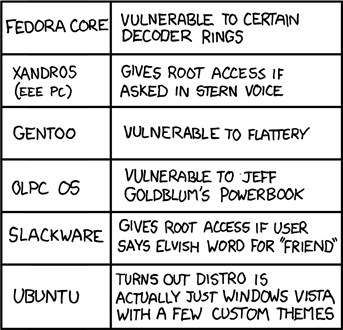 FEDORA CORE
VULNERABLE TO CERTAIN
DECODER RINGS
XANDROS
(EEE PC)
GIVES ROOT ACCESS IF
ASKED IN STERN VOICE
GENTOO
VULNERABLE TO FLATTERY
OLPC OS
VULNERABLE TO JEFF
GOLDBLUM'S POWERBOOK
SLACKWARE
GIVES ROOT ACCESS IF USER
SAYS ELVISH WORD FOR "FRIEND"
UBUNTU
TURNS OUT DISTRO IS
ACTUALLY JUST WINDOWS VISTA
WITH A FEW CUSTOM THEMES